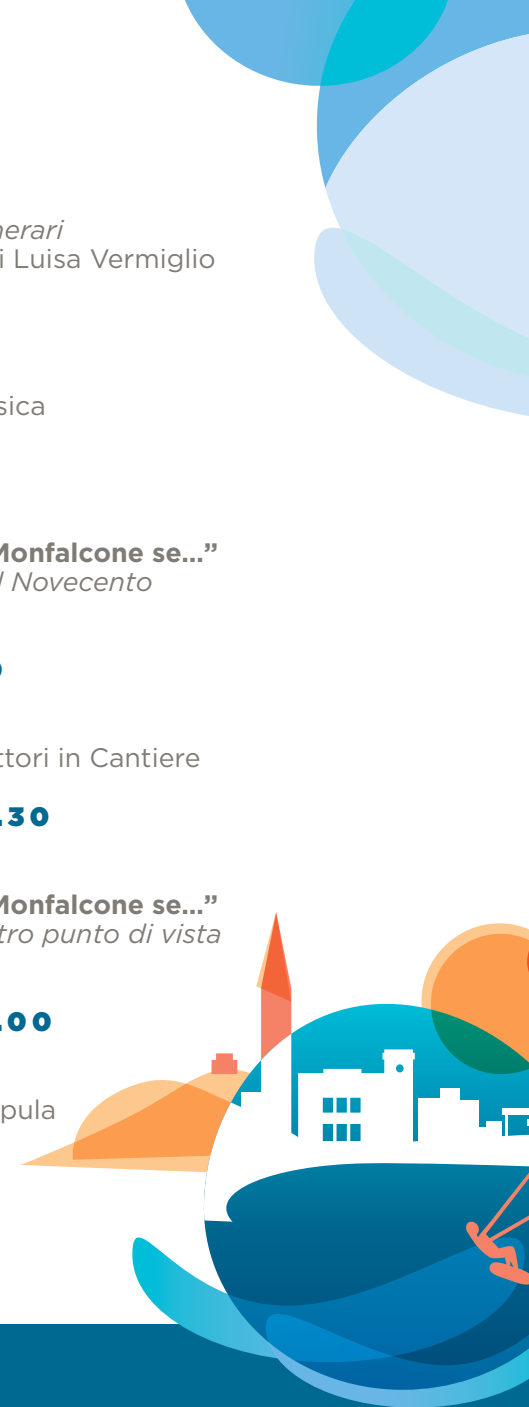 nerari
i Luisa Vermiglio
sica
Monfalcone se...”
l Novecento
ttori in Cantiere
.30
Monfalcone se...”
tro punto di vista
.00
pula